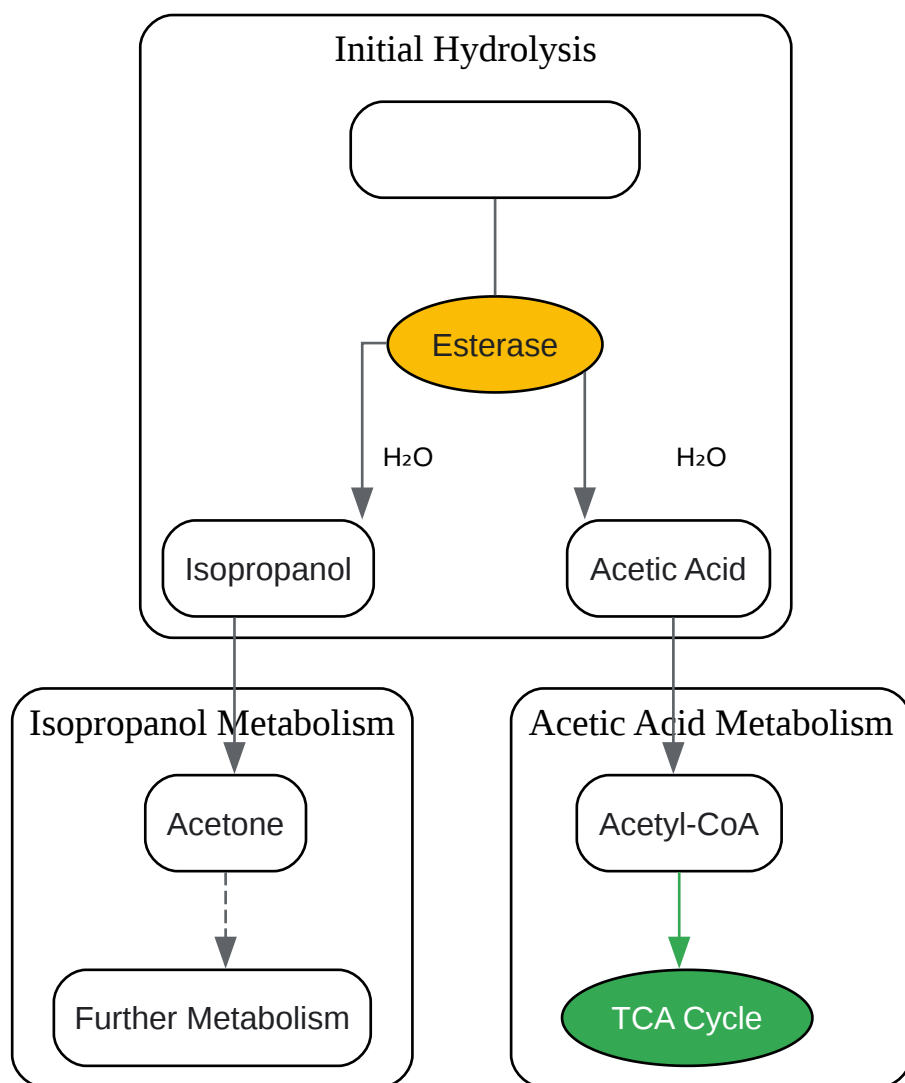 Initial Hydrolysis
Esterase
H₂O
H₂O
Isopropanol
Acetic Acid
Isopropanol Metabolism
Acetic Acid Metabolism
Acetone
Acetyl-CoA
Further Metabolism
TCA Cycle